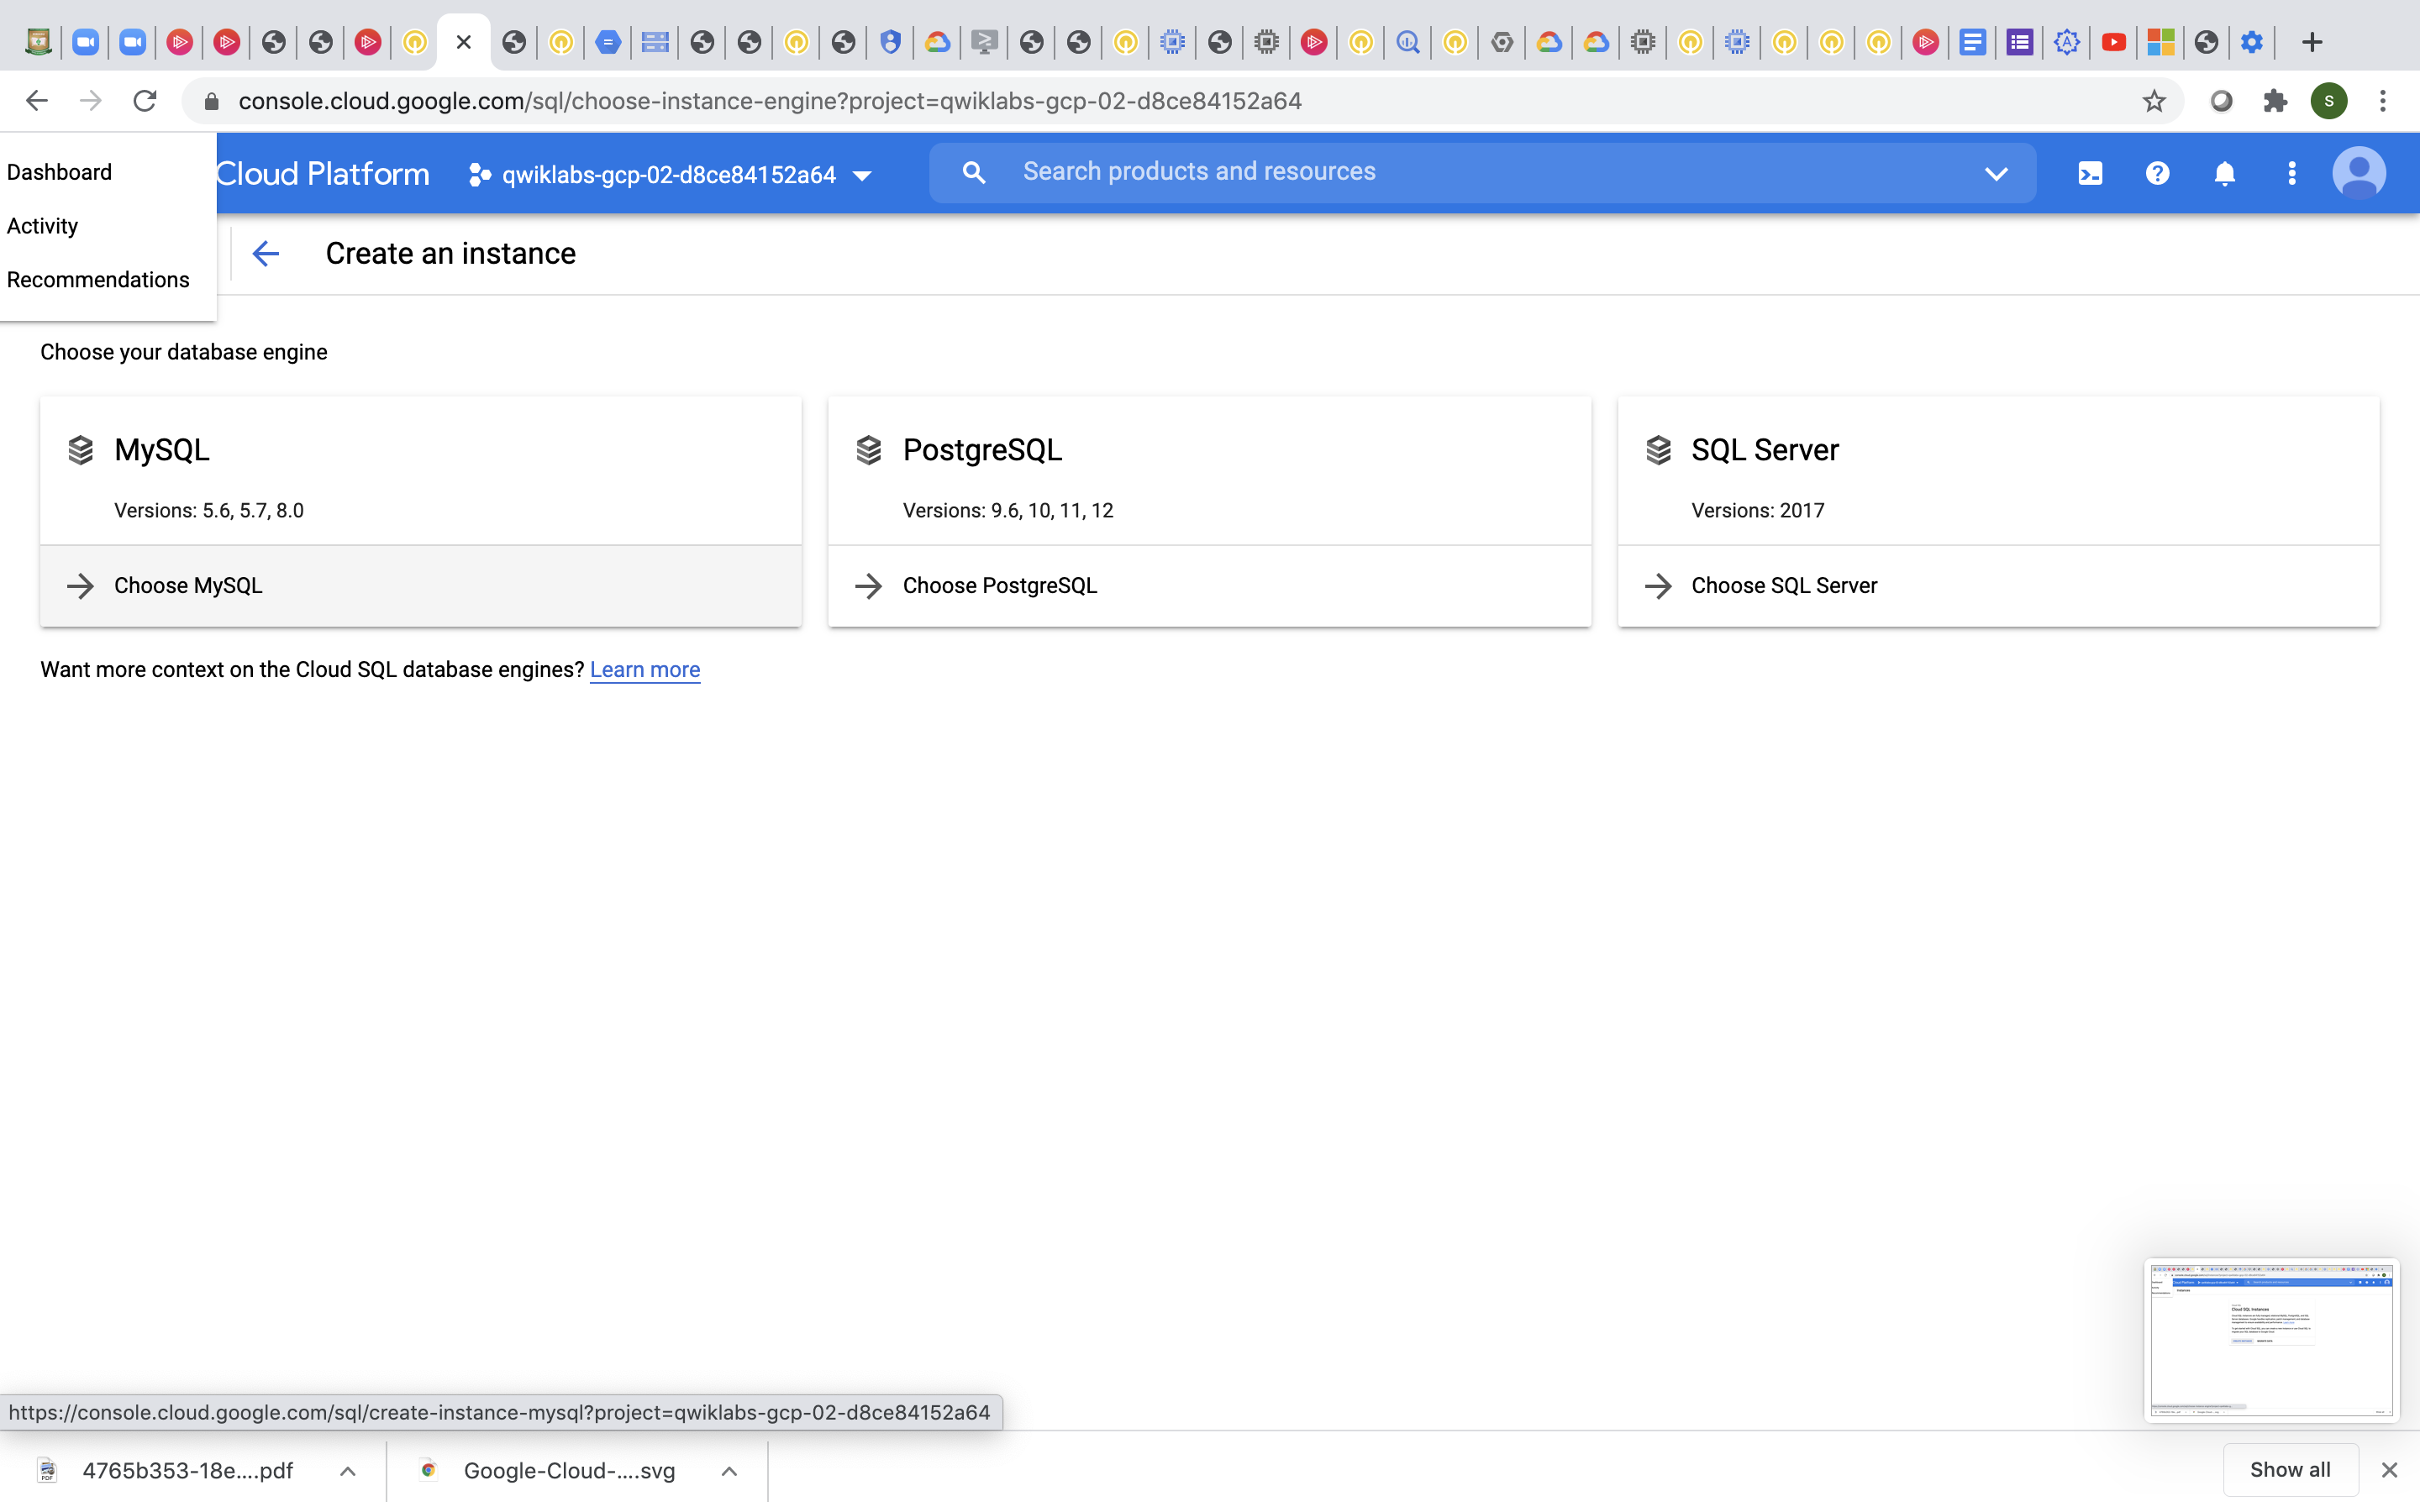 console.cloud.google.com/sql/choose-instance-engine?project=qwiklabs-gcp-02-d8ce84152a64
S
Dashboard
Activity
Recommendations
Cloud Platform
qwiklabs-gcp-02-d8ce84152a64
Search products and resources
Create an instance
Choose your database engine
MySQL
Versions: 5.6, 5.7, 8.0
Choose MySQL
PostgreSQL
Versions: 9.6, 10, 11, 12
Choose PostgreSQL
SQL Server
Versions: 2017
Choose SQL Server
Want more context on the Cloud SQL database engines? Learn more
https://console.cloud.google.com/sql/create-instance-mysql?project=qwiklabs-gcp-02-d8ce84152a64
4765b353-18e....pdf
Google-Cloud-....svg
Show all